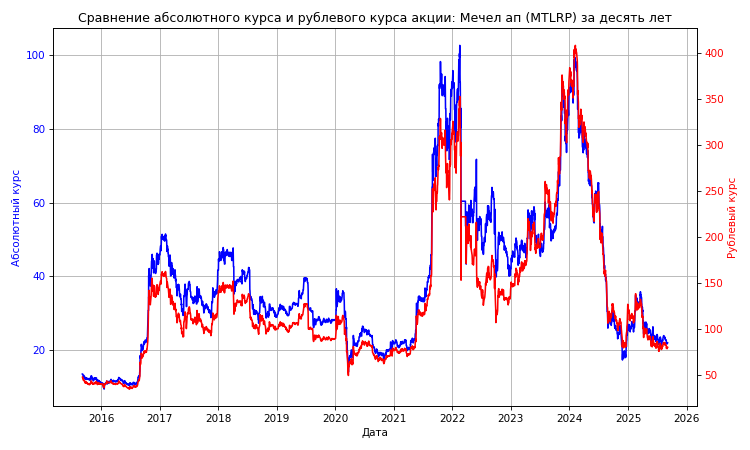 Сравнение абсолютного курса и рублевого курса акции: Мечел ап (MTLRP) за десять лет
100
80
60
40
20
Абсолютный курс
400
350
300
250
200
150
100
50
Рублевый курс
2016 2017 2018 2019 2020 2021 2022 2023 2024 2025 2026
Дата